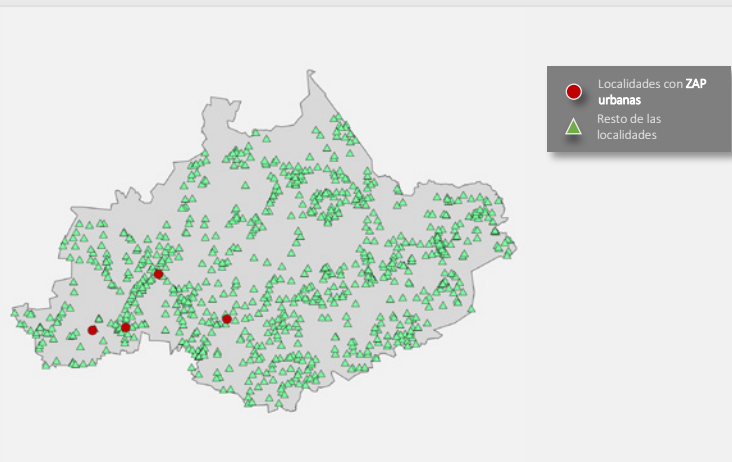 Localidades con ZAP
urbanas
Resto de las
localidades